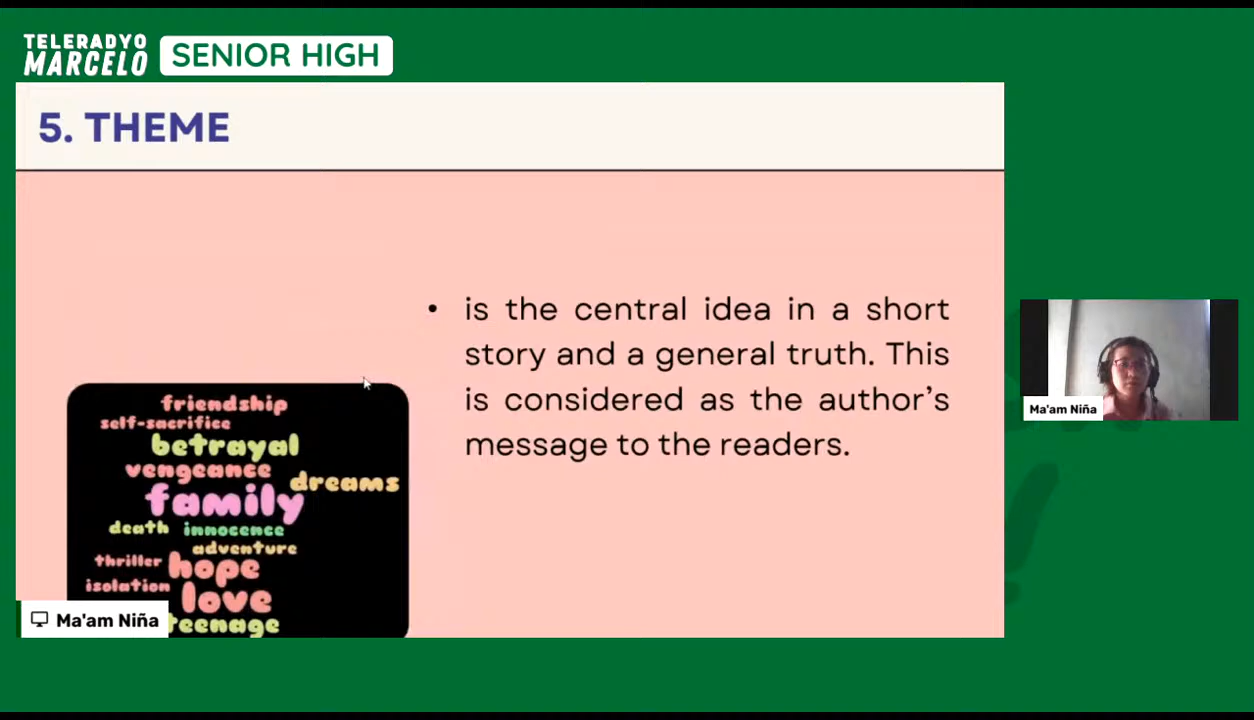 TELERADYO
MARCELO
SENIOR HIGH
5. THEME
• is the central idea in a short
story and a general truth. This
is considered as the author's
message to the readers.
friendship
self-sacrifice
betrayal
vengeance
dreams
family
death innocence
adventure
thriller
hope
isolation
love
teenage
Ma'am Niña
Ma'am Niña